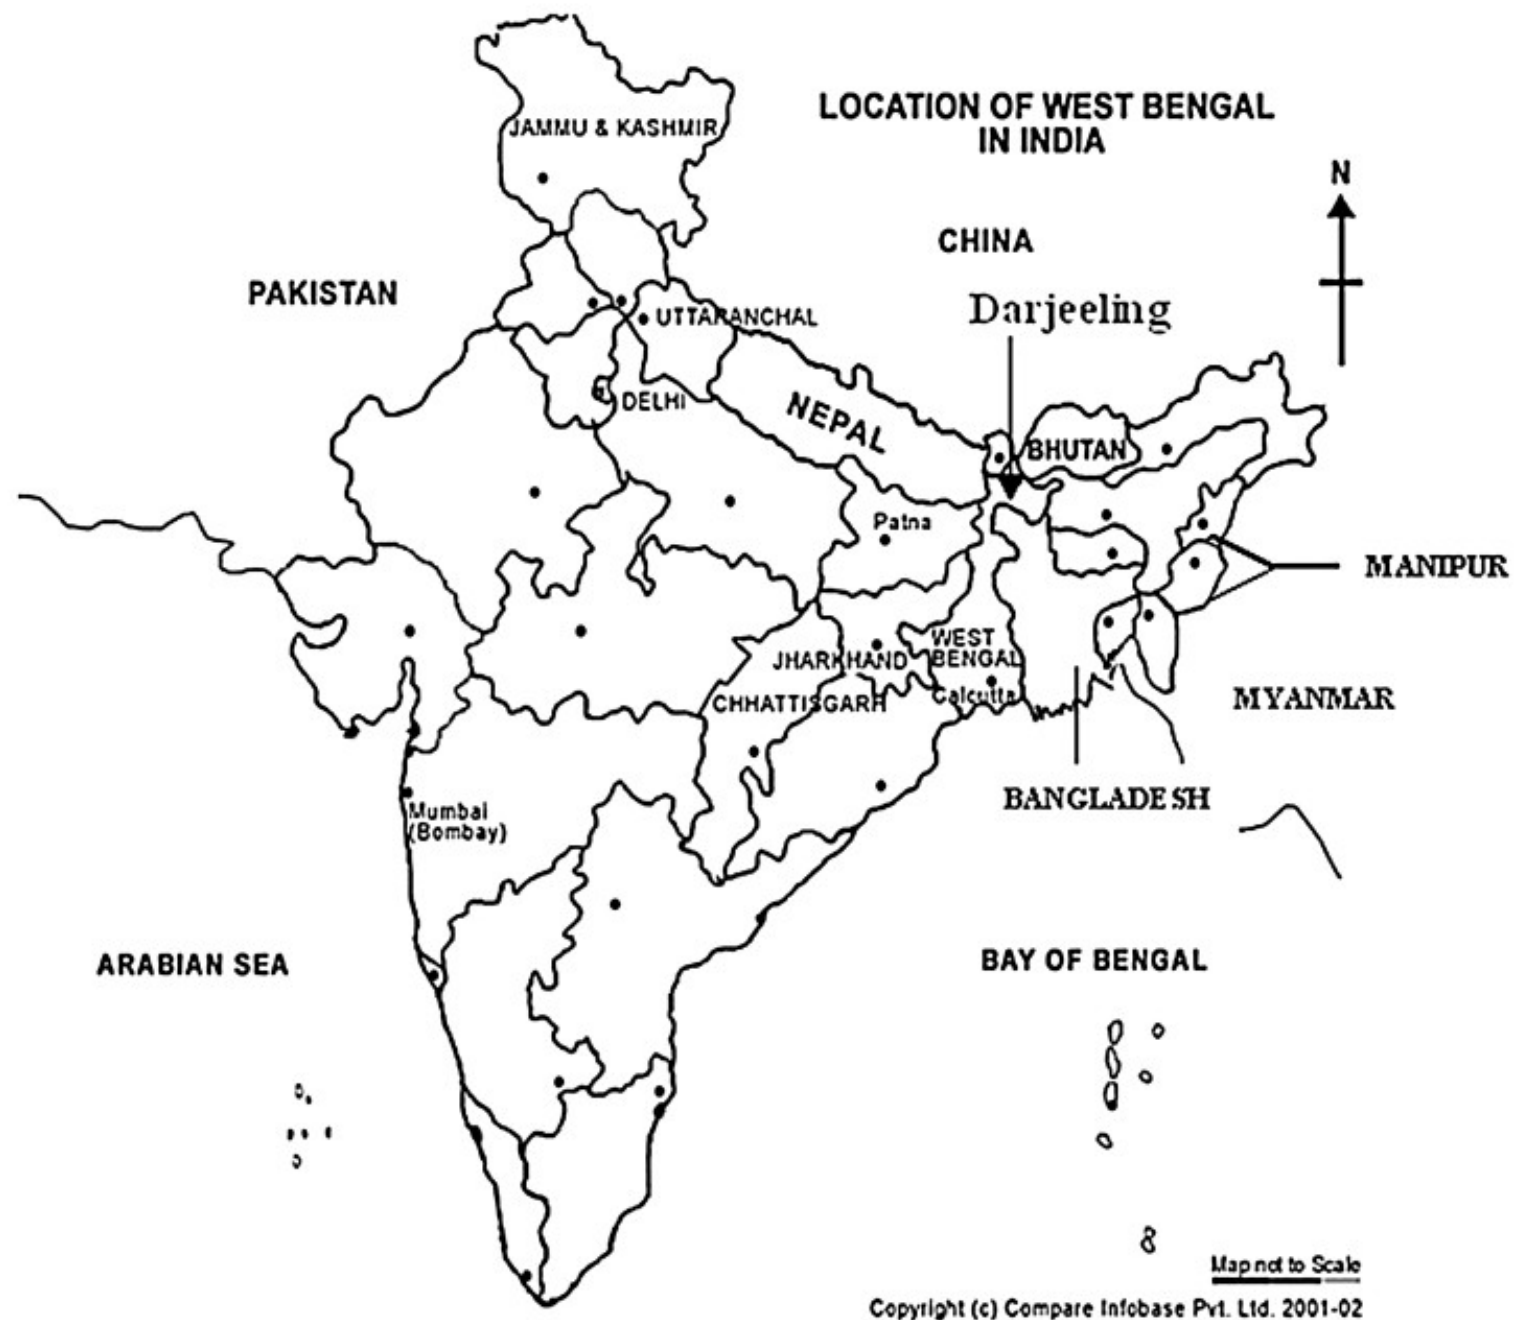 LOCATION OF WEST BENGAL
IN INDIA
JAMMU & KASHMIR
N
CHINA
PAKISTAN
Darjeeling
UTTARANCHAL
DELHI
NEPAL
BHUTAN
Patna
MANIPUR
WEST
BENGAL
JHARKHAND
Calcutta
CHHATTISGARH
MYANMAR
BANGLADESH
Mumbai
(Bombay)
ARABIAN SEA
BAY OF BENGAL
Map not to Scale
Copyright (c) Compare Infobase Pvt. Ltd. 2001-02